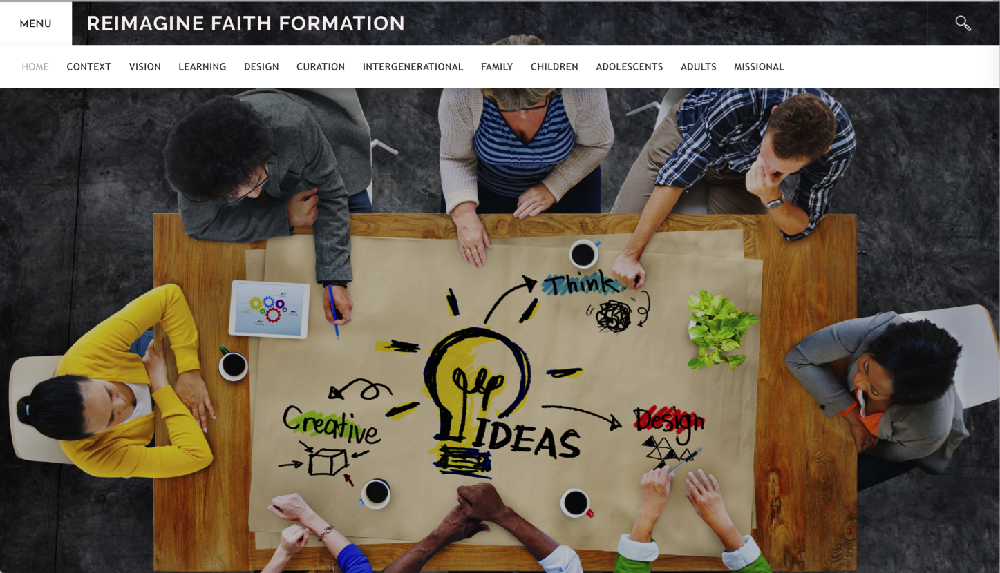 MENU
REIMAGINE FAITH FORMATION
HOME CONTEXT VISION LEARNING DESIGN CURATION INTERGENERATIONAL FAMILY CHILDREN ADOLESCENTS ADULTS MISSIONAL
Think
Creative
IDEAS
Design